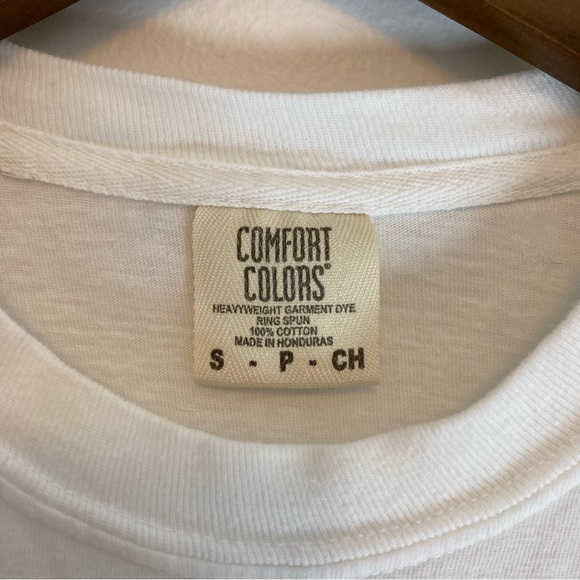 COMFORT
COLORS®
HEAVYWEIGHT GARMENT DYE
RING SPUN
100% COTTON
MADE IN HONDURAS
S - P - CH